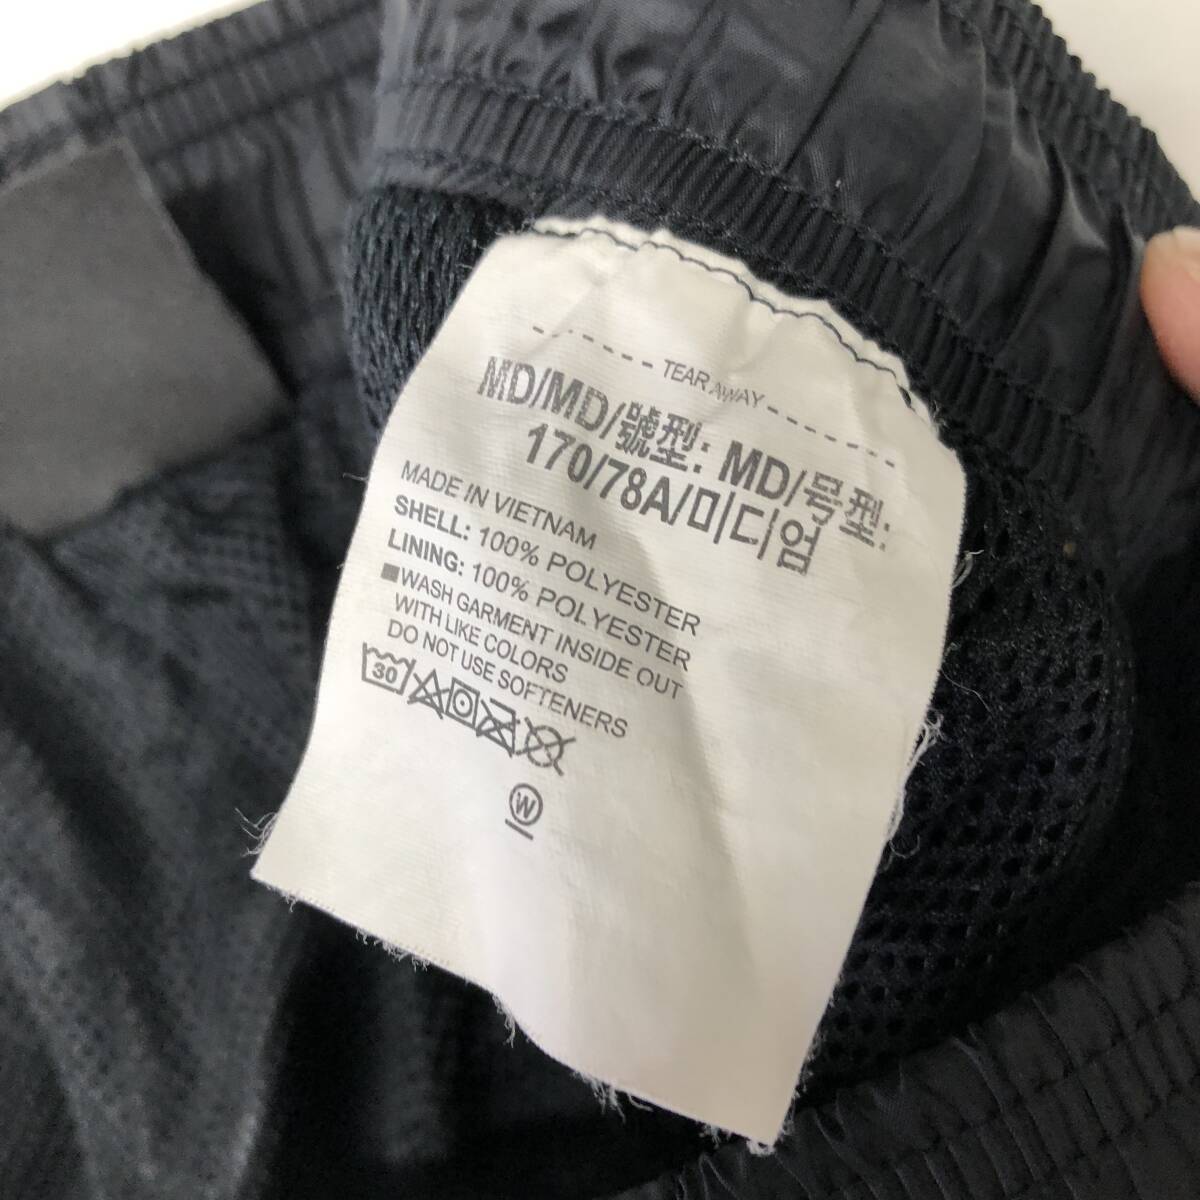 TEAR AWAY
MD/MD/號型: MD/号型:
170/78A/미디엄
MADE IN VIETNAM
SHELL: 100% POLYESTER
LINING: 100% POLYESTER
WASH GARMENT INSIDE OUT
WITH LIKE COLORS
DO NOT USE SOFTENERS
30
W